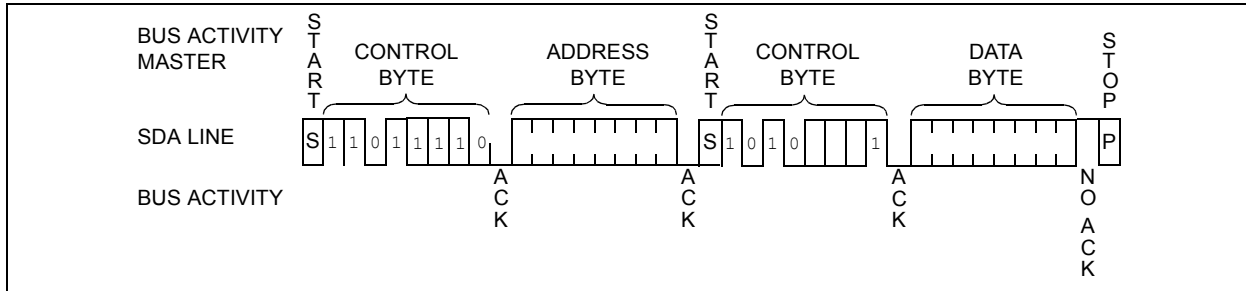 BUS ACTIVITY
MASTER
START
CONTROL
BYTE
ADDRESS
BYTE
START
CONTROL
BYTE
DATA
BYTE
STOP
SDA LINE
S 1 1 0 1 1 1 1 0 S 1 0 1 0 1 P
BUS ACTIVITY
ACK
ACK
ACK
NO ACK